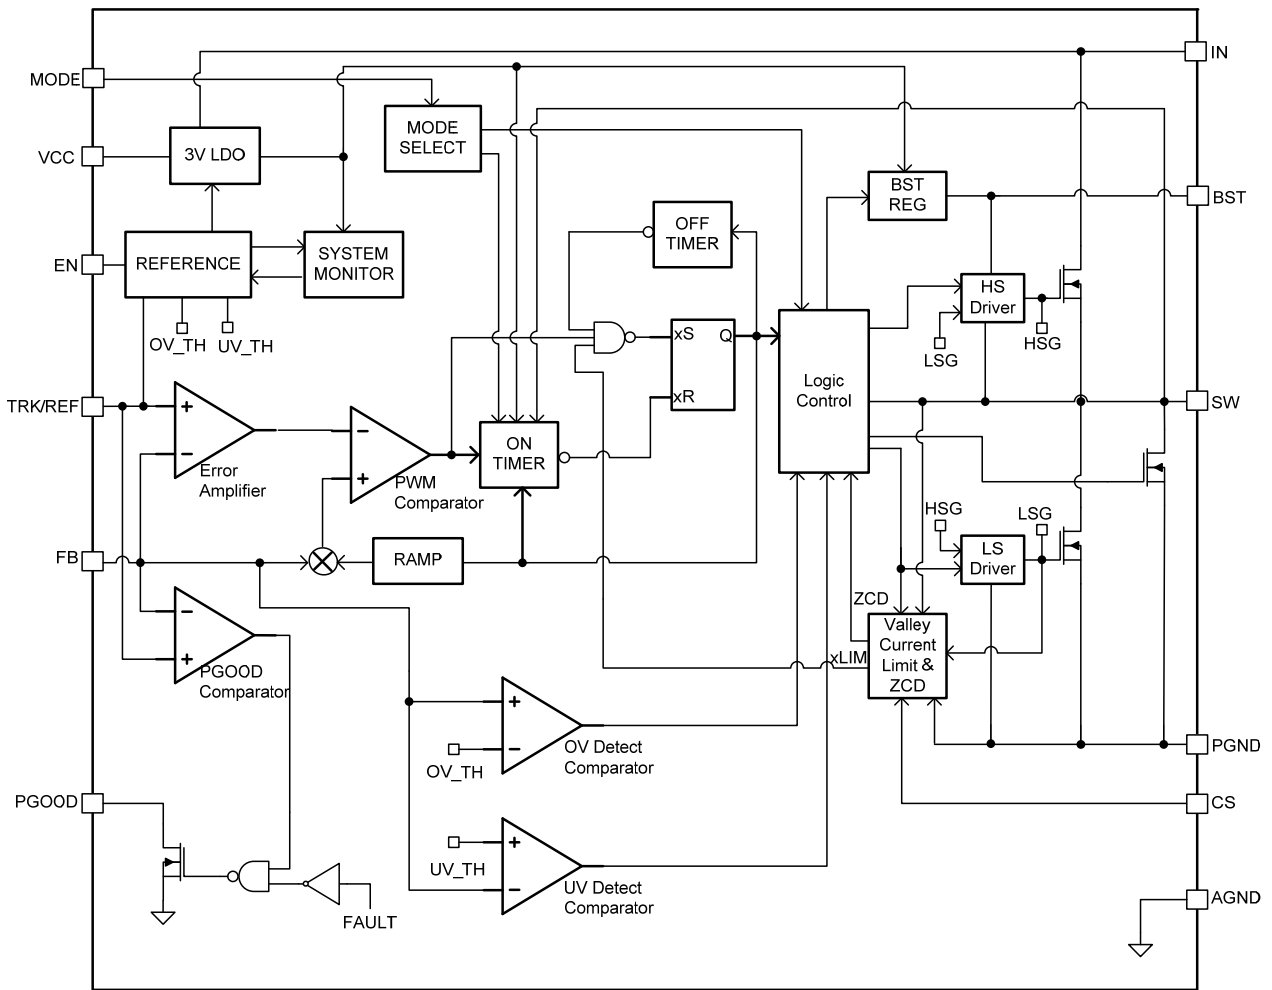 IN
MODE
MODE
SELECT
VCC
3V LDO
BST
REG
BST
OFF
TIMER
EN
REFERENCE
SYSTEM
MONITOR
HS
Driver
OV_TH
UV_TH
LSG
HSG
xS
Q
xR
Logic
Control
TRK/REF
+
−
Error
Amplifier
−
+
PWM
Comparator
ON
TIMER
SW
HSG
LSG
FB
RAMP
LS
Driver
ZCD
Valley
Current
Limit &
ZCD
xLIM
−
+
PGOOD
Comparator
+
−
OV_TH
OV Detect
Comparator
PGND
PGOOD
CS
+
−
UV_TH
UV Detect
Comparator
FAULT
AGND